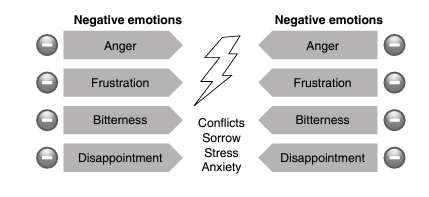 Negative emotions
Anger
Frustration
Bitterness
Disappointment
Conflicts
Sorrow
Stress
Anxiety
Negative emotions
Anger
Frustration
Bitterness
Disappointment